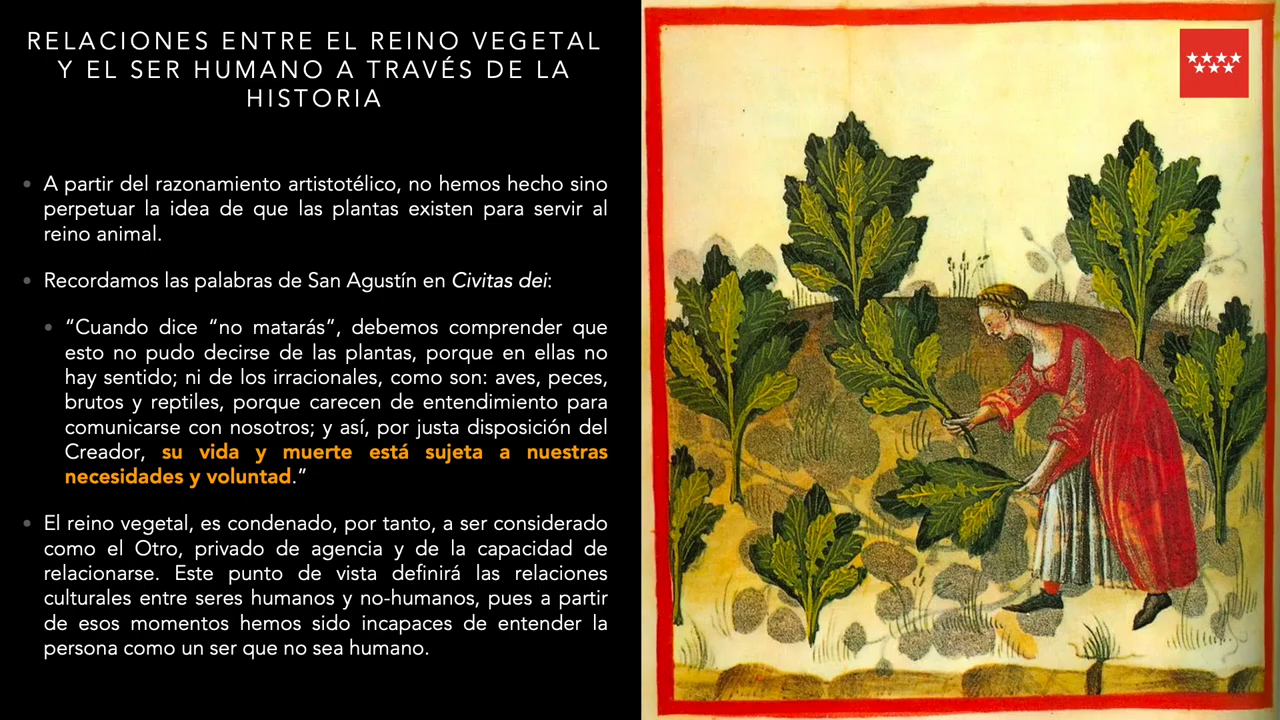 RELACIONES ENTRE EL REINO VEGETAL
Y EL SER HUMANO A TRAVÉS DE LA
HISTORIA
• A partir del razonamiento artistotélico, no hemos hecho sino
perpetuar la idea de que las plantas existen para servir al
reino animal.
• Recordamos las palabras de San Agustín en Civitas dei:
• “Cuando dice “no matarás”, debemos comprender que
esto no pudo decirse de las plantas, porque en ellas no
hay sentido; ni de los irracionales, como son: aves, peces,
brutos y reptiles, porque carecen de entendimiento para
comunicarse con nosotros; y así, por justa disposición del
Creador, su vida y muerte está sujeta a nuestras
necesidades y voluntad.”
• El reino vegetal, es condenado, por tanto, a ser considerado
como el Otro, privado de agencia y de la capacidad de
relacionarse. Este punto de vista definirá las relaciones
culturales entre seres humanos y no-humanos, pues a partir
de esos momentos hemos sido incapaces de entender la
persona como un ser que no sea humano.